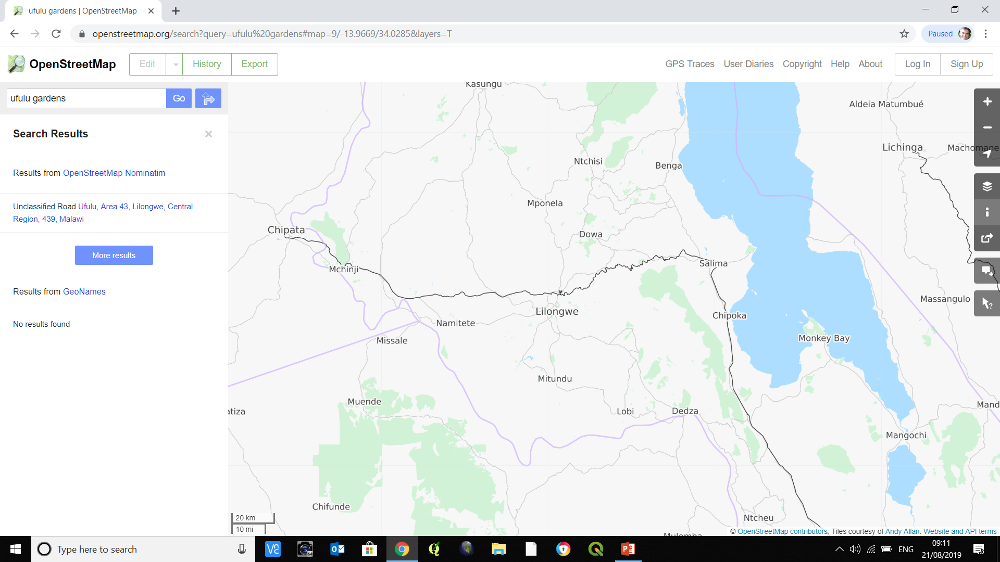 ufulu gardens | OpenStreetMap
openstreetmap.org/search?query=ufulu%20gardens#map=9/-13.9669/34.0285&layers=T
Paused
OpenStreetMap
Edit
History
Export
GPS Traces
User Diaries
Copyright
Help
About
Log In
Sign Up
ufulu gardens
Go
Search Results
Results from OpenStreetMap Nominatim
Unclassified Road Ufulu, Area 43, Lilongwe, Central
Region, 439, Malawi
More results
Results from GeoNames
No results found
Kasungu
Aldeia Matumbué
Lichinga
Machomane
Ntchisi
Benga
Mponela
Chipata
Dowa
Mchinji
Salima
Massangulo
Lilongwe
Chipoka
Namitete
Monkey Bay
Missale
Mitundu
Muende
Mand
atiza
Lobi
Dedza
Mangochi
Chifunde
Ntcheu
20 km
10 mi
© OpenStreetMap contributors. Tiles courtesy of Andy Allan. Website and API terms
Type here to search
64
ENG
09:11
21/08/2019